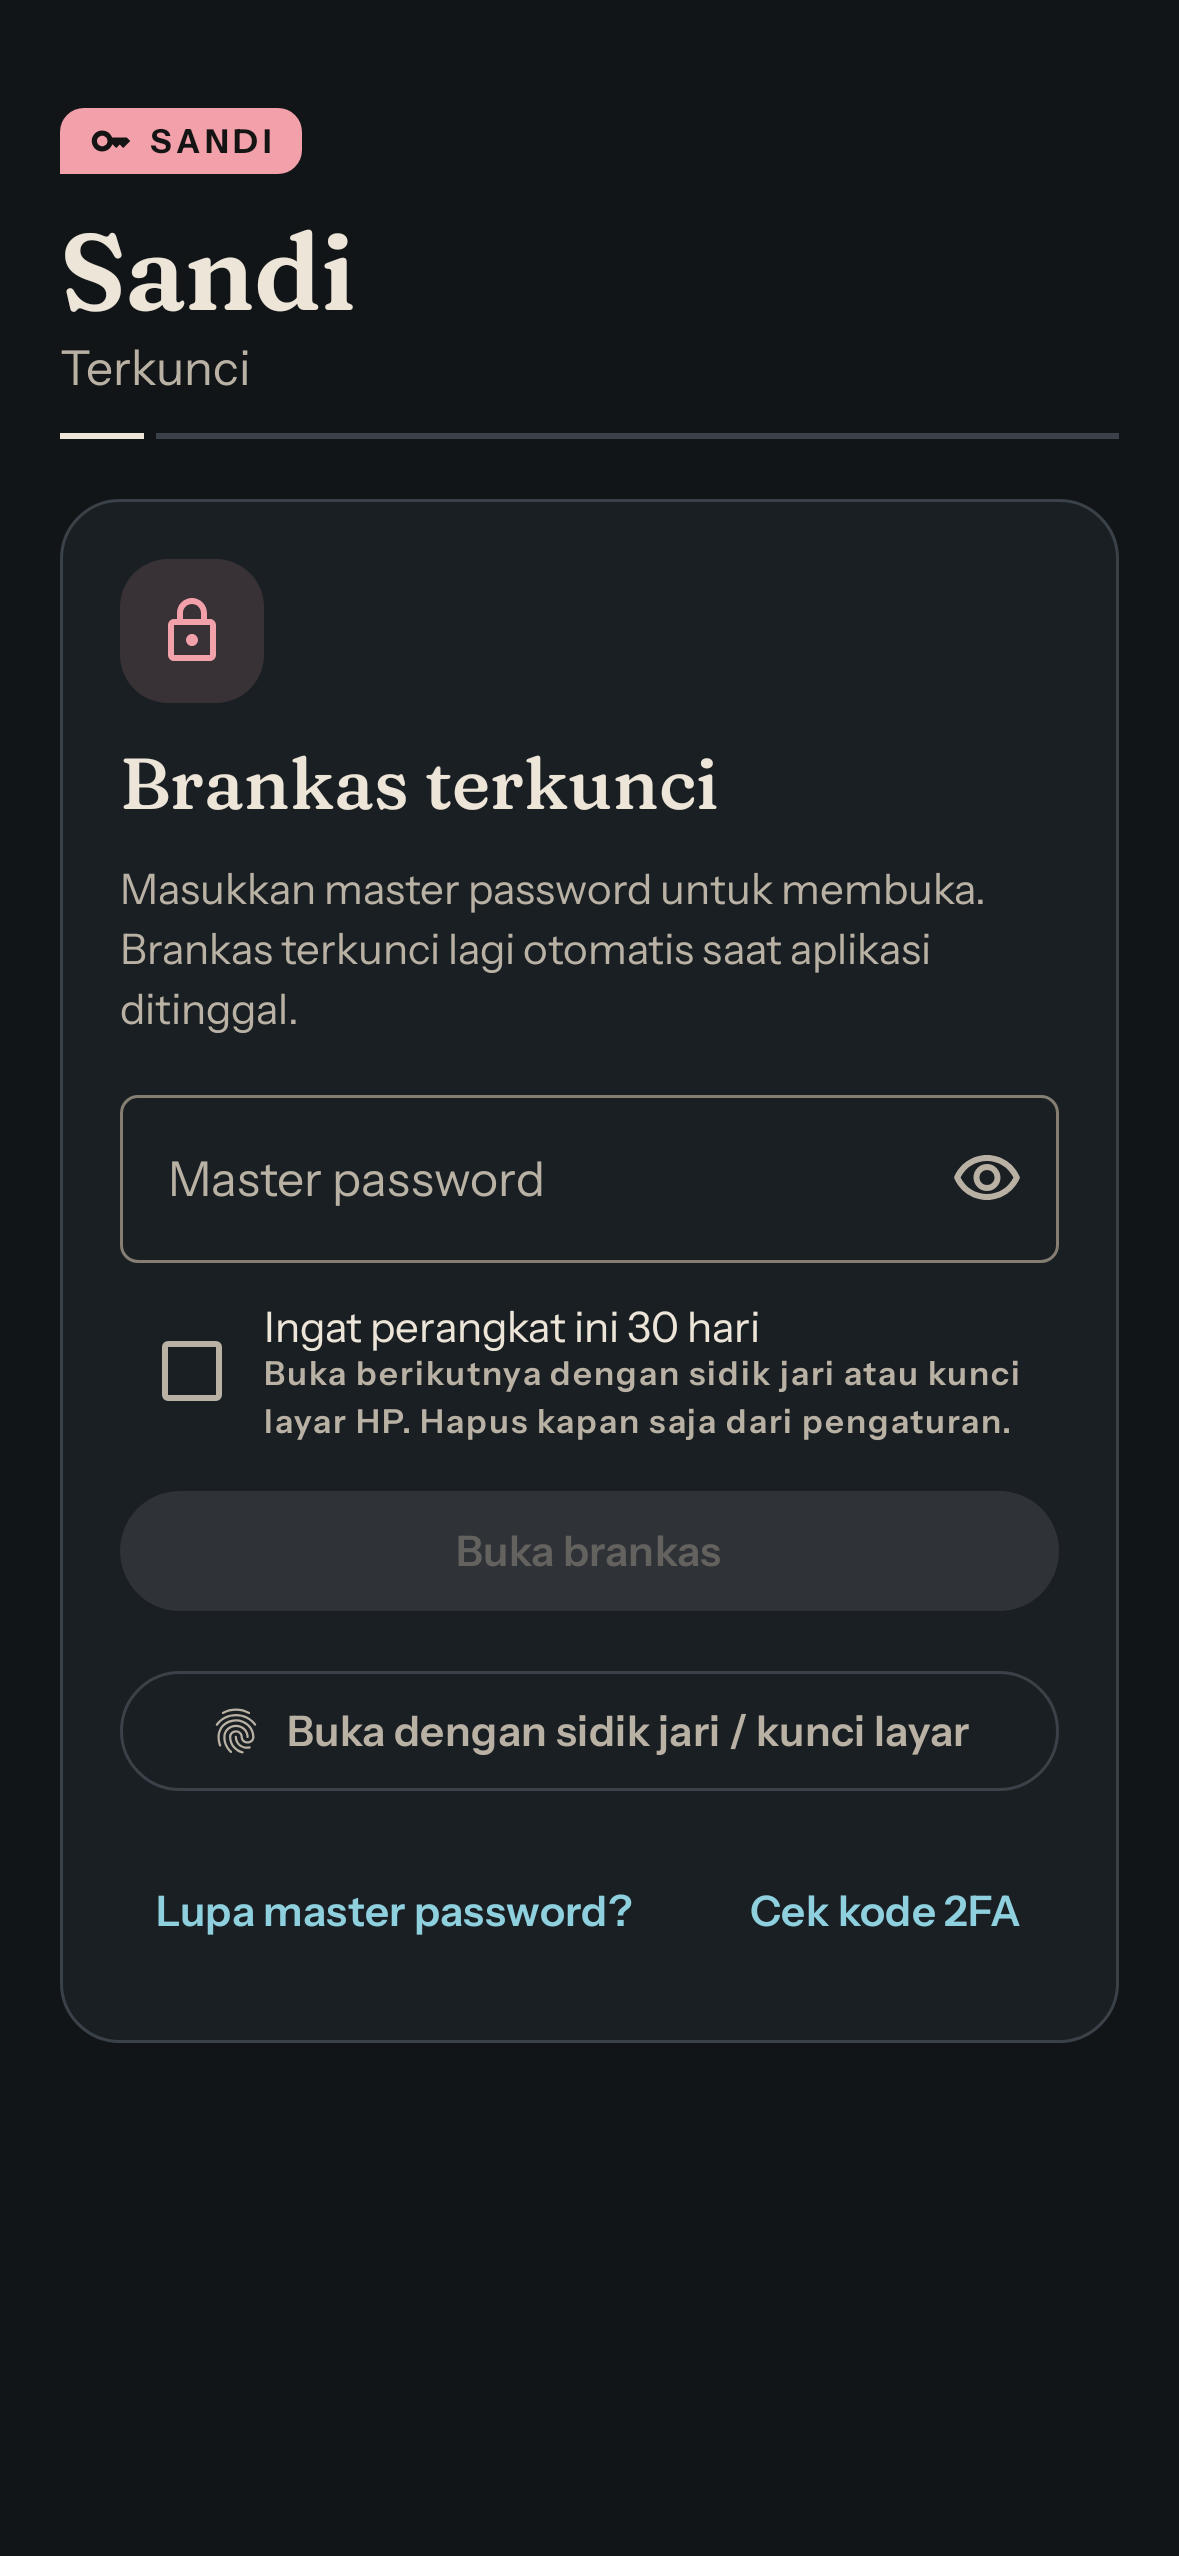 SANDI
Sandi
Terkunci
Brankas terkunci
Masukkan master password untuk membuka.
Brankas terkunci lagi otomatis saat aplikasi
ditinggal.
Master password
Ingat perangkat ini 30 hari
Buka berikutnya dengan sidik jari atau kunci
layar HP. Hapus kapan saja dari pengaturan.
Buka brankas
Buka dengan sidik jari / kunci layar
Lupa master password?
Cek kode 2FA